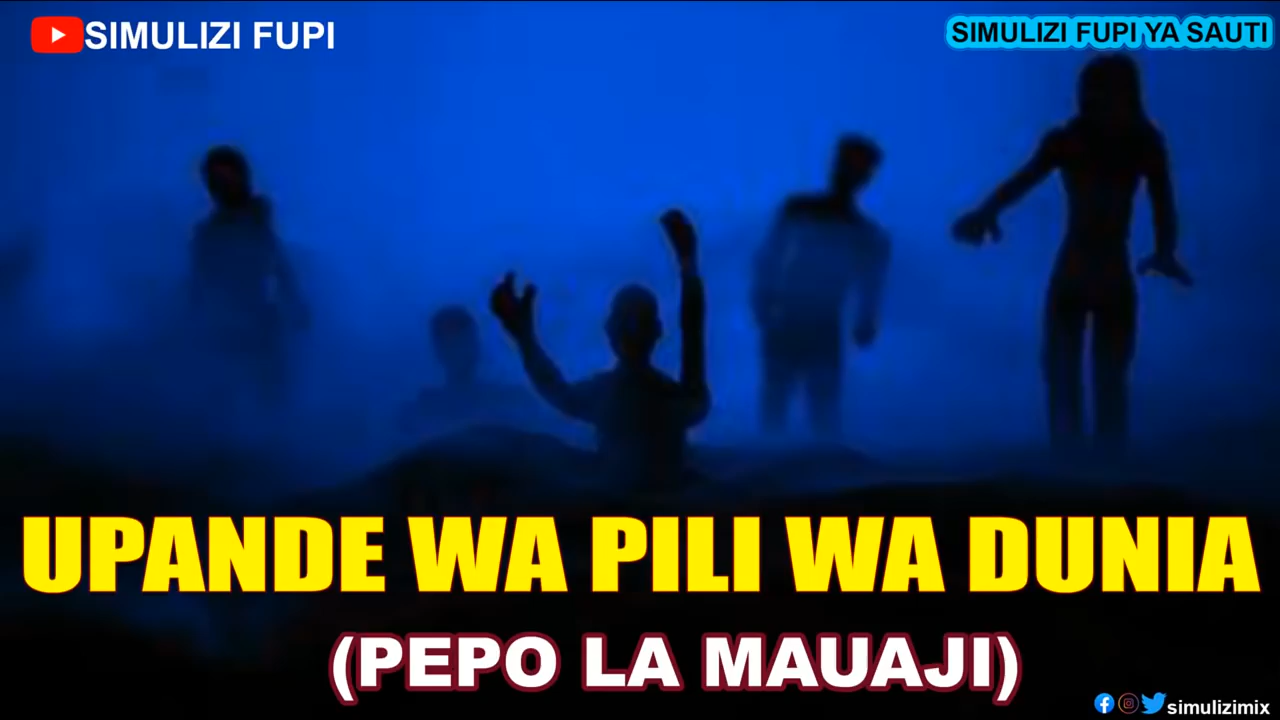 SIMULIZI FUPI
SIMULIZI FUPI YA SAUTI
UPANDE WA PILI WA DUNIA
(PEPO LA MAUAJI)
simulizimix